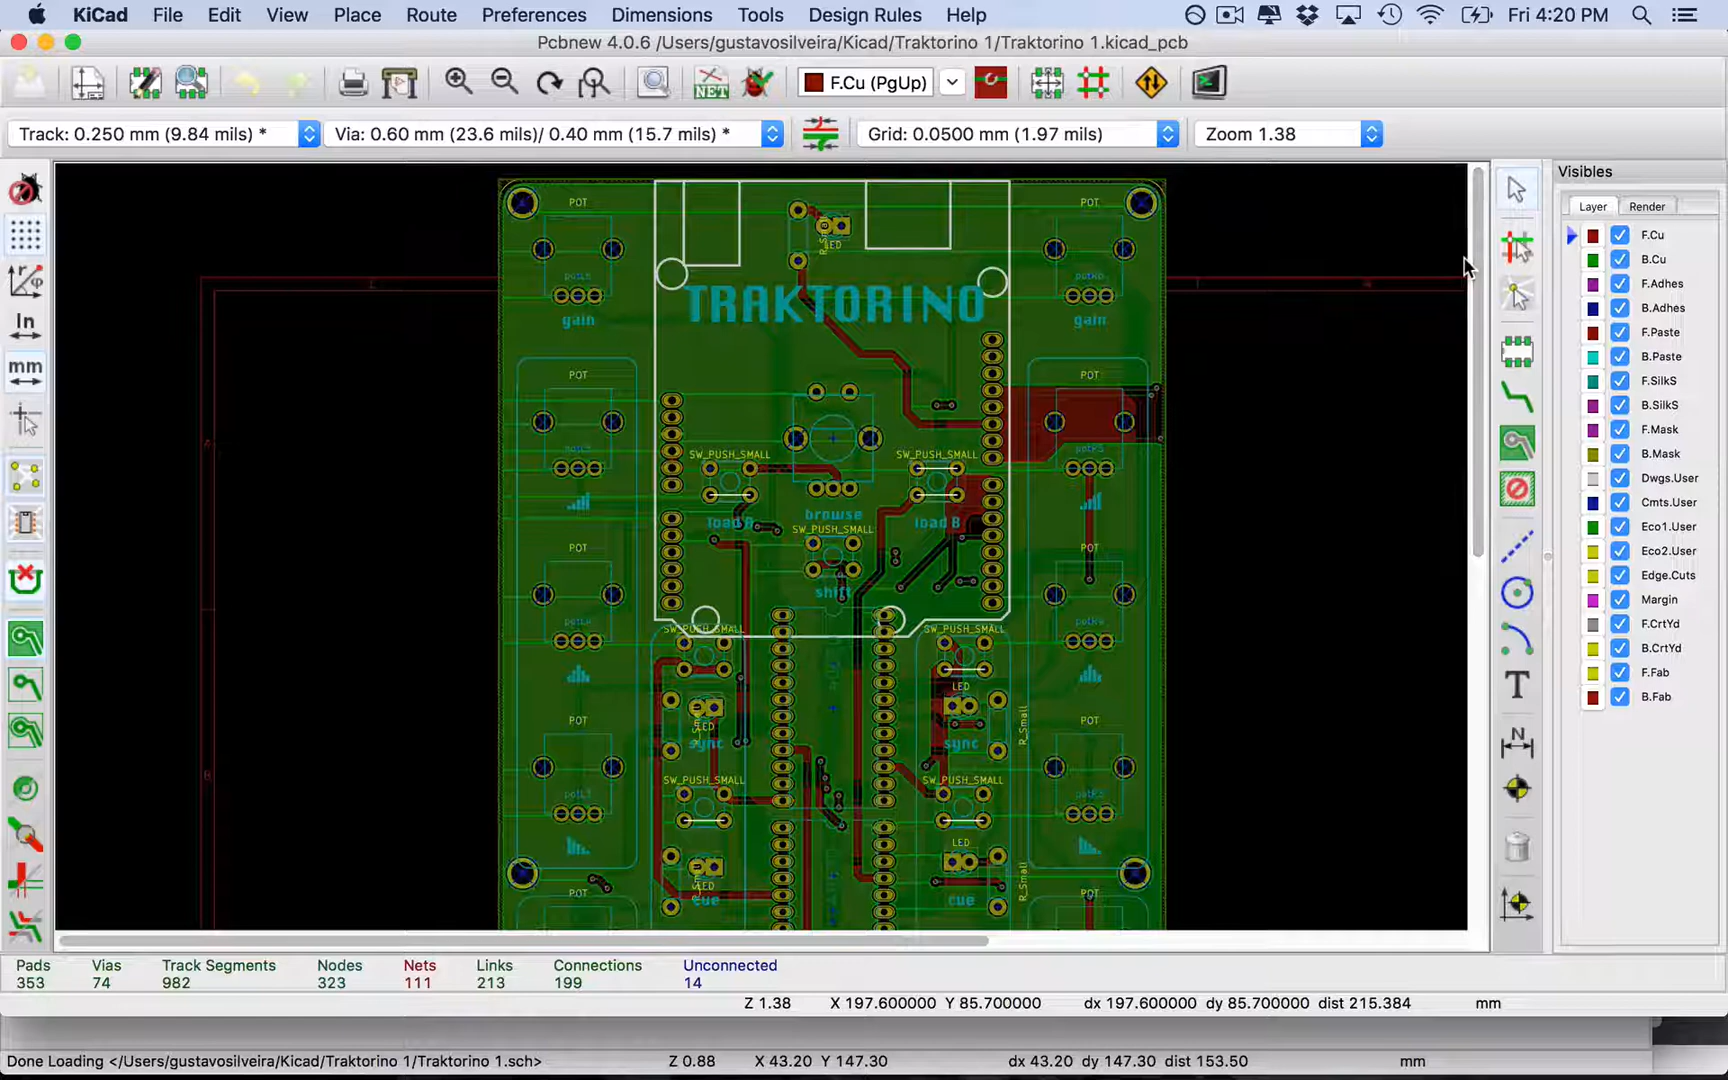 KiCad File Edit View Place Route Preferences Dimensions Tools Design Rules Help Fri 4:20 PM
Pcbnew 4.0.6 /Users/gustavosilveira/Kicad/Traktorino 1/Traktorino 1.kicad_pcb
NET F.Cu (PgUp)
Track: 0.250 mm (9.84 mils) * Via: 0.60 mm (23.6 mils)/ 0.40 mm (15.7 mils) * Grid: 0.0500 mm (1.97 mils) Zoom 1.38
In
mm
POT POT
LED
TRAKTORINO
gain gain
POT POT
SW_PUSH_SMALL SW_PUSH_SMALL
browse
load B
SW_PUSH_SMALL
POT POT
shift
SW_PUSH_SMALL SW_PUSH_SMALL
LED
LED
R_Small
POT POT
sync sync
SW_PUSH_SMALL SW_PUSH_SMALL
LED
LED
R_Small
POT POT
cue cue
T
N
Visibles
Layer Render
F.Cu
B.Cu
F.Adhes
B.Adhes
F.Paste
B.Paste
F.SilkS
B.SilkS
F.Mask
B.Mask
Dwgs.User
Cmts.User
Eco1.User
Eco2.User
Edge.Cuts
Margin
F.CrtYd
B.CrtYd
F.Fab
B.Fab
Pads Vias Track Segments Nodes Nets Links Connections Unconnected
353 74 982 323 111 213 199 14
Z 1.38 X 197.600000 Y 85.700000 dx 197.600000 dy 85.700000 dist 215.384 mm
Done Loading </Users/gustavosilveira/Kicad/Traktorino 1/Traktorino 1.sch> Z 0.88 X 43.20 Y 147.30 dx 43.20 dy 147.30 dist 153.50 mm